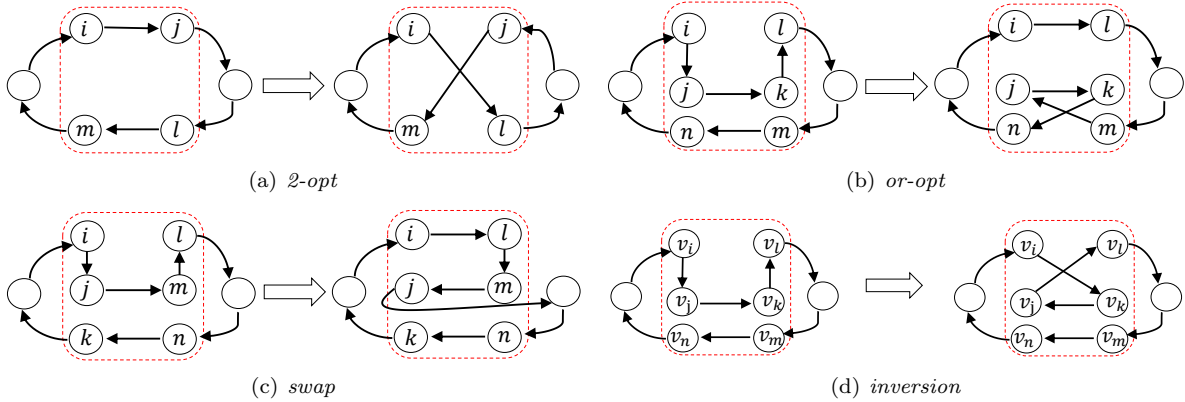 i j i j
m l m l
(a) 2-opt
i l i l
j k j k
n m n m
(b) or-opt
i l i l
j m j m
k n k n
(c) swap
v_i v_l v_i v_l
v_j v_k v_j v_k
v_n v_m v_n v_m
(d) inversion